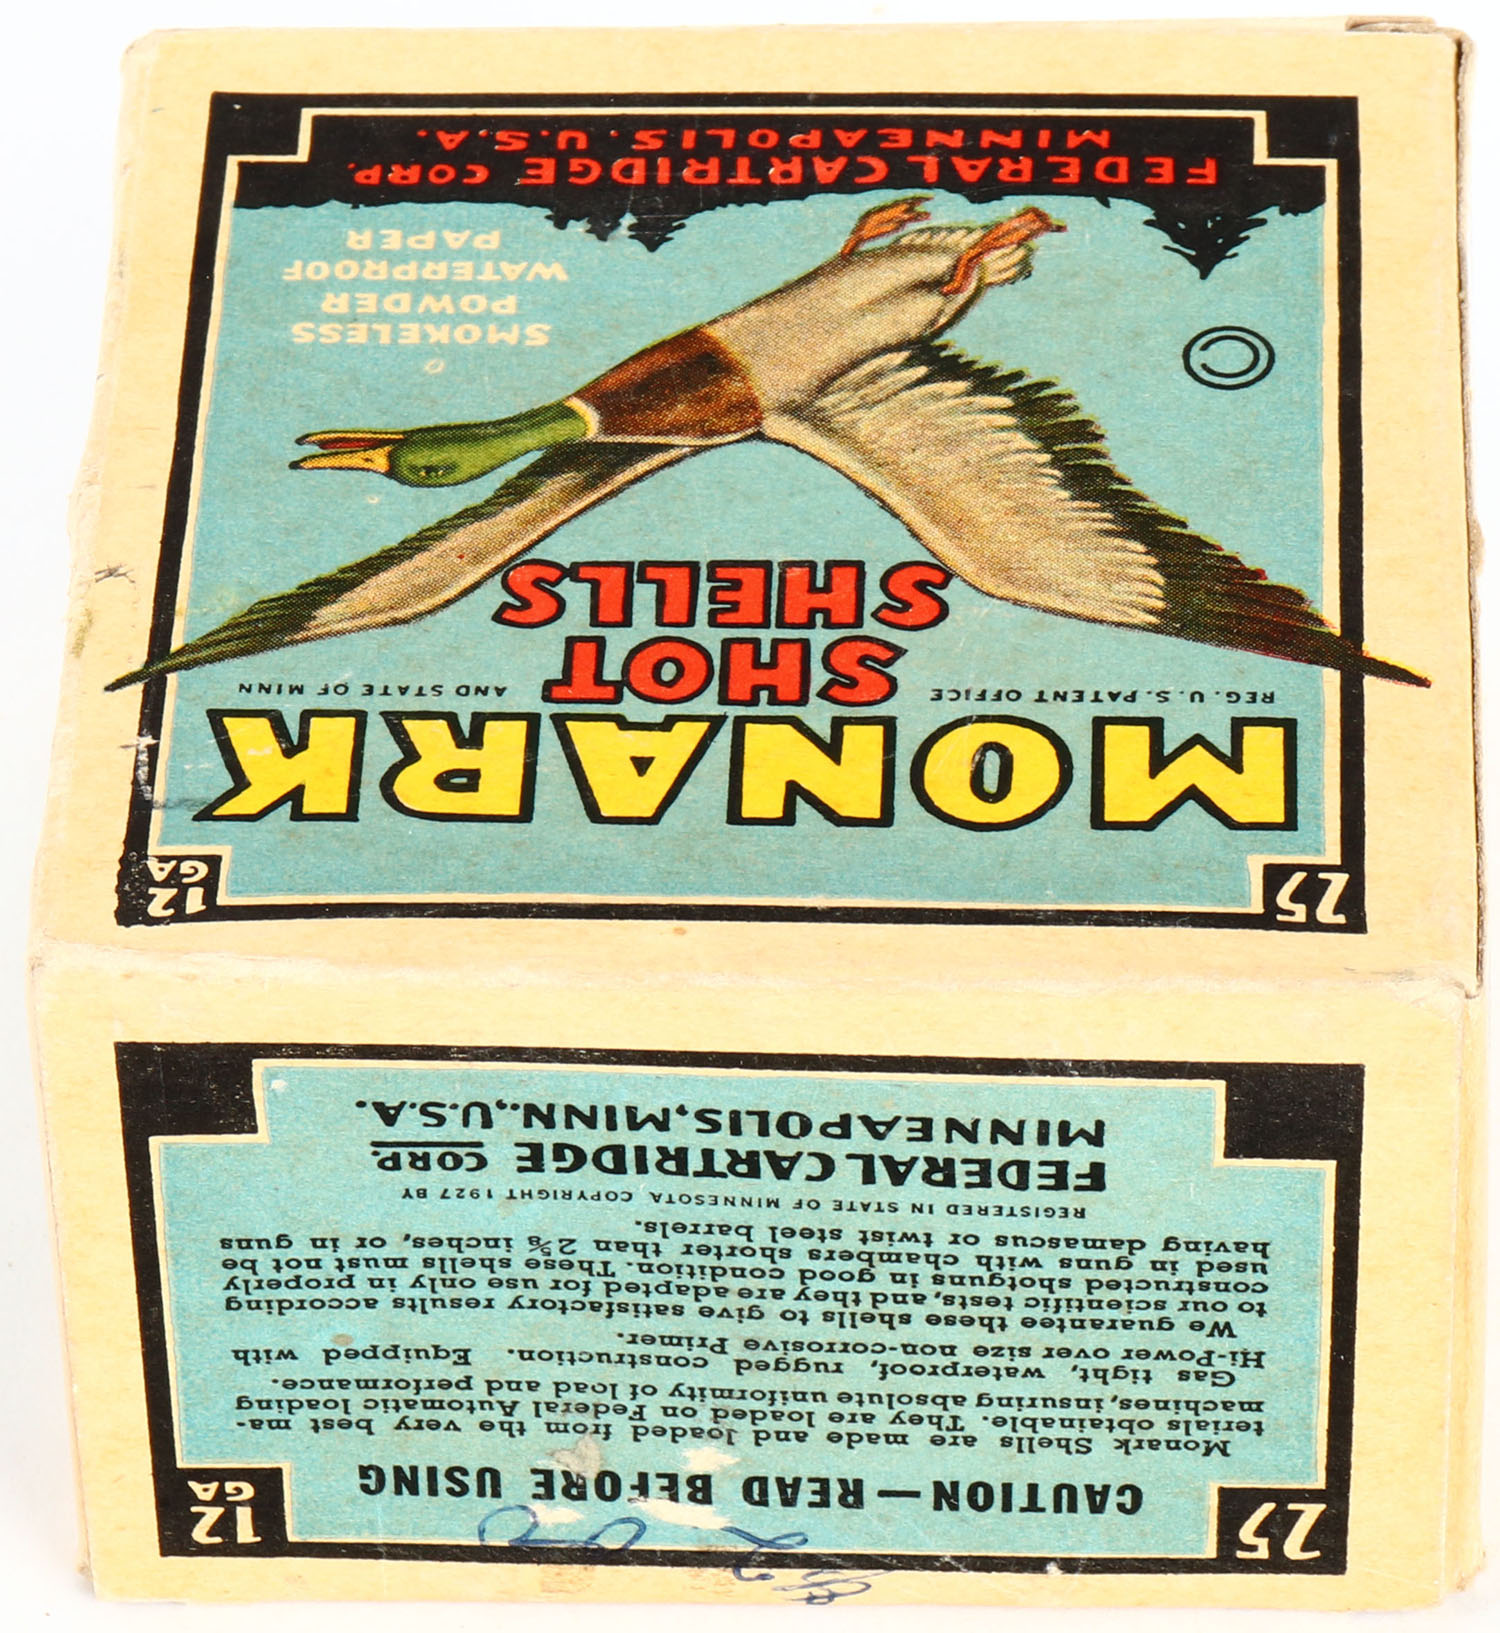 25
12
GA
CAUTION—READ BEFORE USING
Monark Shells are made and loaded from the very best ma-
terials obtainable. They are loaded on Federal Automatic loading
machines, insuring absolute uniformity of load and performance.
Gas tight, waterproof, rugged construction. Equipped with
Hi-Power over size non-corrosive Primer.
We guarantee these shells to give satisfactory results according
to our scientific tests, and they are adapted for use only in properly
constructed shotguns in good condition. These shells must not be
used in guns with chambers shorter than 2⅝ inches, or in guns
having damascus or twist steel barrels.
REGISTERED IN STATE OF MINNESOTA COPYRIGHT 1927 BY
FEDERAL CARTRIDGE CORP.
MINNEAPOLIS, MINN., U.S.A.
25
12
GA
MONARK
REG. U.S. PATENT OFFICE
AND STATE OF MINN
SHOT
SHELLS
©
SMOKELESS
POWDER
WATERPROOF
PAPER
FEDERAL CARTRIDGE CORP.
MINNEAPOLIS, U.S.A.